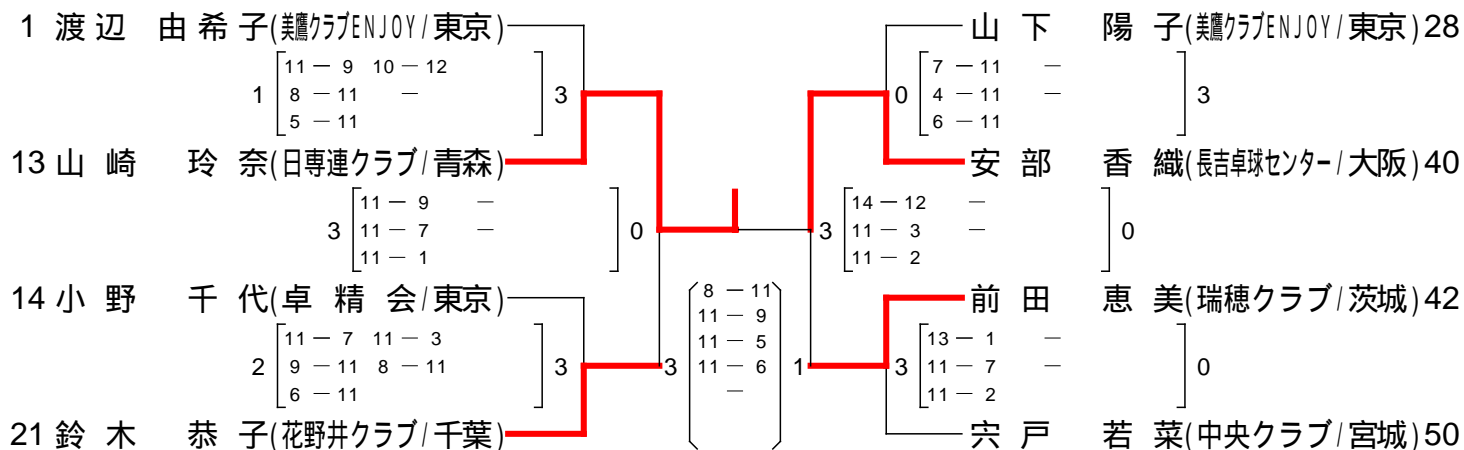 1 渡辺 由希子(美鷹クラブENJOY/東京)
1 11－9 10－12 3
8－11 －
5－11
13 山崎 玲奈(日専連クラブ/青森)
3 11－9 － 0
11－7 －
11－1
14 小野 千代(卓精会/東京)
2 11－7 11－3 3
9－11 8－11
6－11
21 鈴木 恭子(花野井クラブ/千葉)
3 8－11 1
11－9
11－5
11－6
－
山下 陽子(美鷹クラブENJOY/東京) 28
0 7－11 － 3
4－11 －
6－11
安部 香織(長吉卓球センター/大阪) 40
3 14－12 － 0
11－3 －
11－2
前田 恵美(瑞穂クラブ/茨城) 42
3 13－1 － 0
11－7 －
11－2
宍戸 若菜(中央クラブ/宮城) 50